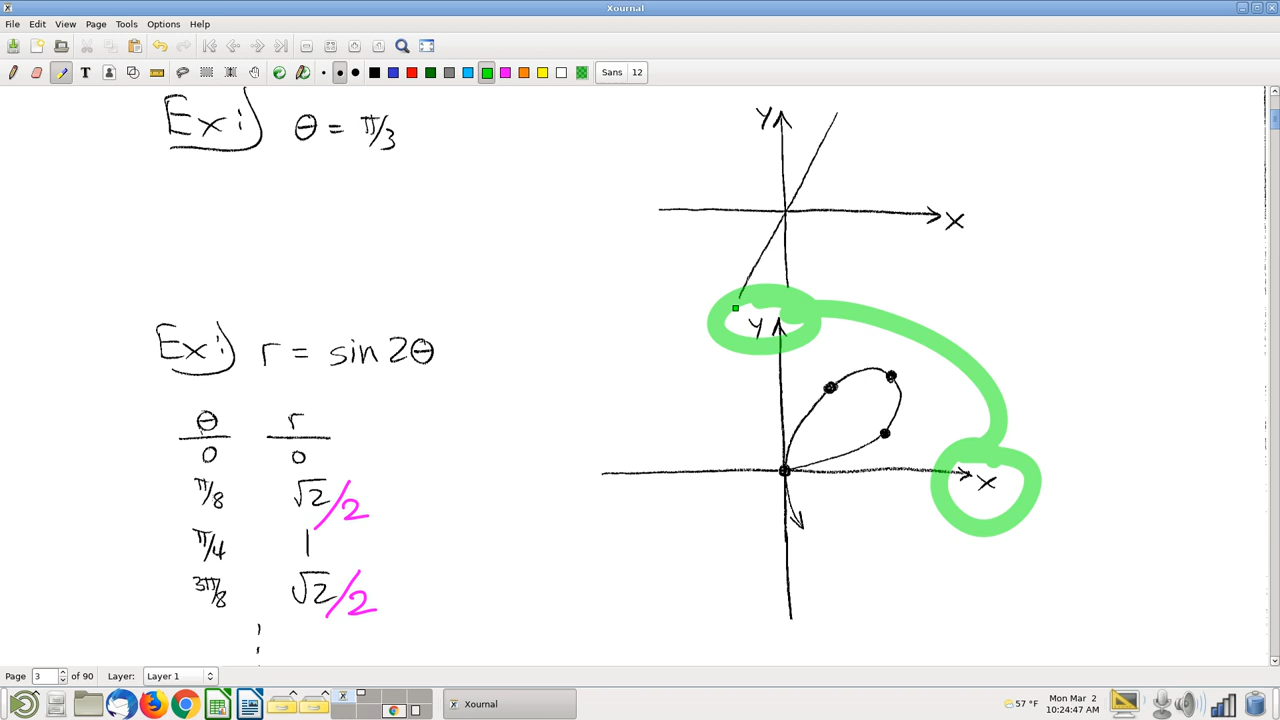 Xournal
File Edit View Page Tools Options Help
Sans 12
Ex:) θ = π/3
Y
X
Ex:) r = sin 2θ
Y
X
θ r
0 0
π/8 √2/2
π/4 1
3π/8 √2/2
⋮
Page 3 of 90 Layer: Layer 1
Xournal
57 °F
Mon Mar 2
10:24:47 AM